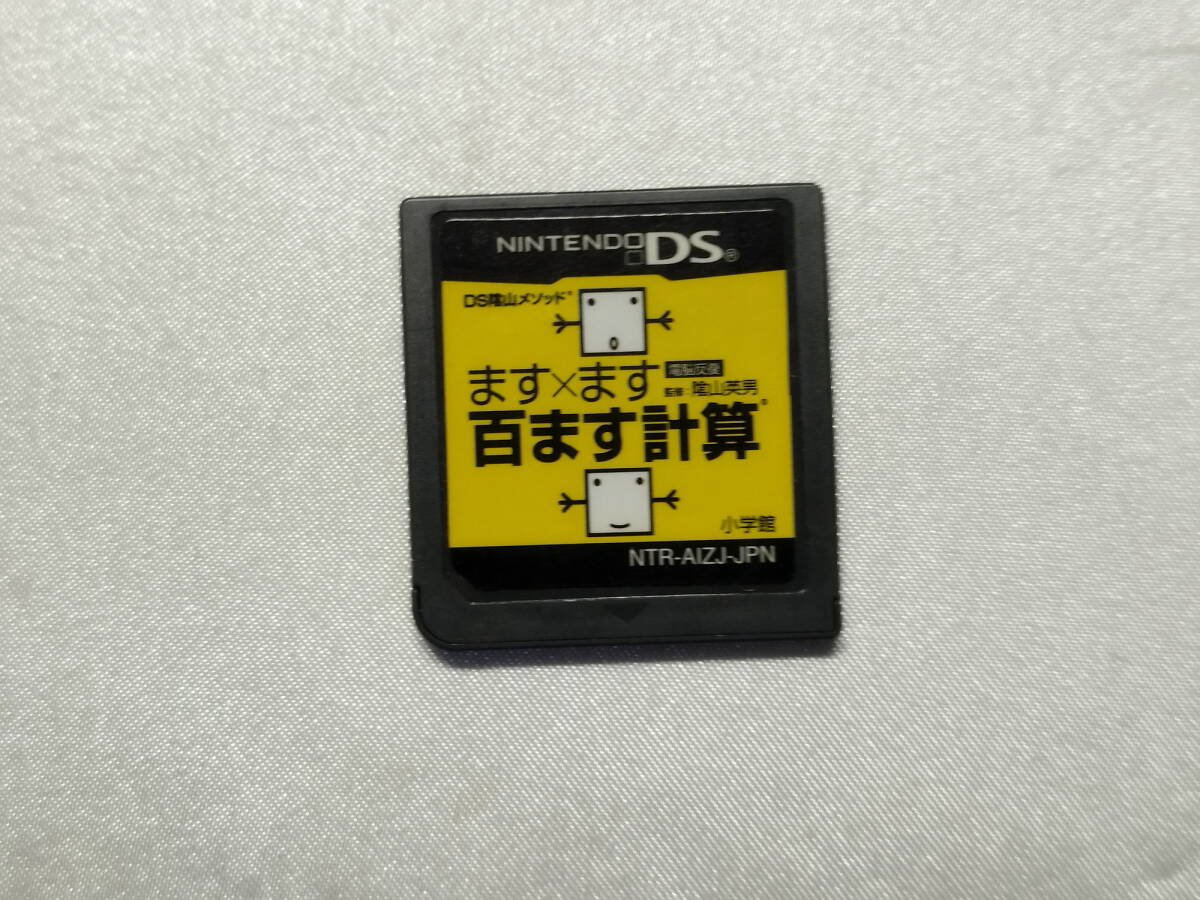 NINTENDO DS®
DS陰山メソッド®
ます×ます 電脳反復
監修：陰山英男
百ます計算®
小学館
NTR-AIZJ-JPN